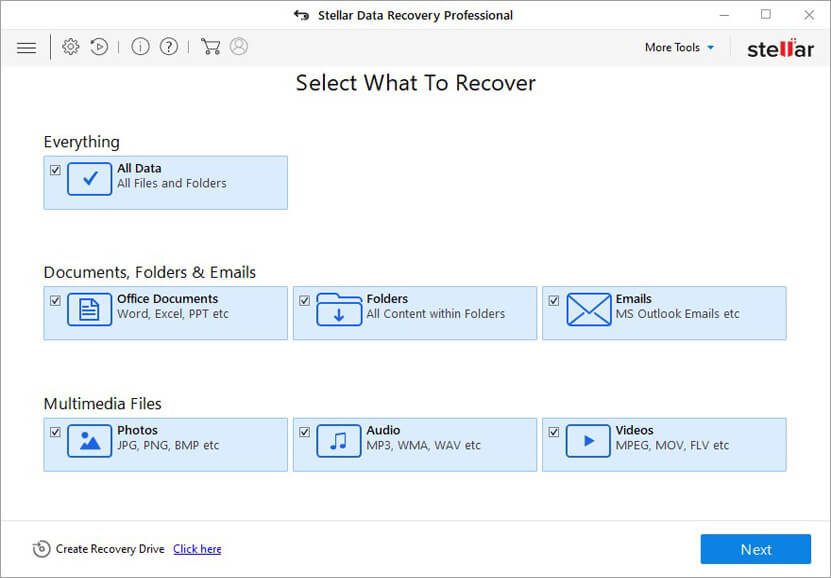 Stellar Data Recovery Professional
More Tools
stellar
Select What To Recover
Everything
All Data
All Files and Folders
Documents, Folders & Emails
Office Documents
Word, Excel, PPT etc
Folders
All Content within Folders
Emails
MS Outlook Emails etc
Multimedia Files
Photos
JPG, PNG, BMP etc
Audio
MP3, WMA, WAV etc
Videos
MPEG, MOV, FLV etc
Create Recovery Drive Click here
Next